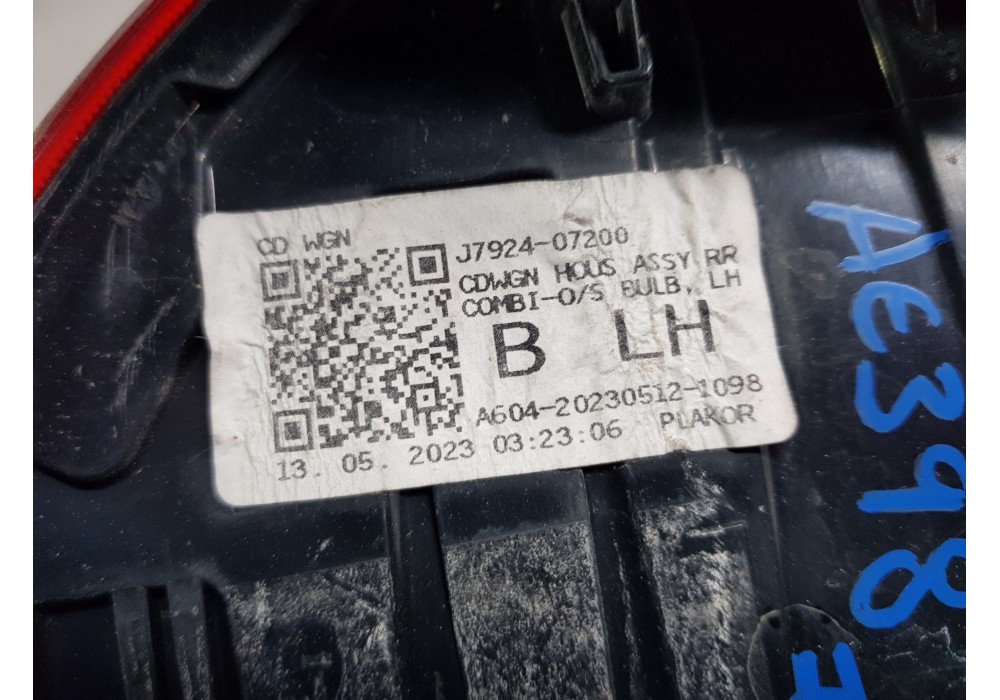 CD WGN
J7924-07200
CDWGN HOUS ASSY RR
COMBI-O/S BULB, LH
B LH
A604-20230512-1098
13. 05. 2023 03:23:06 PLAKOR
AE398